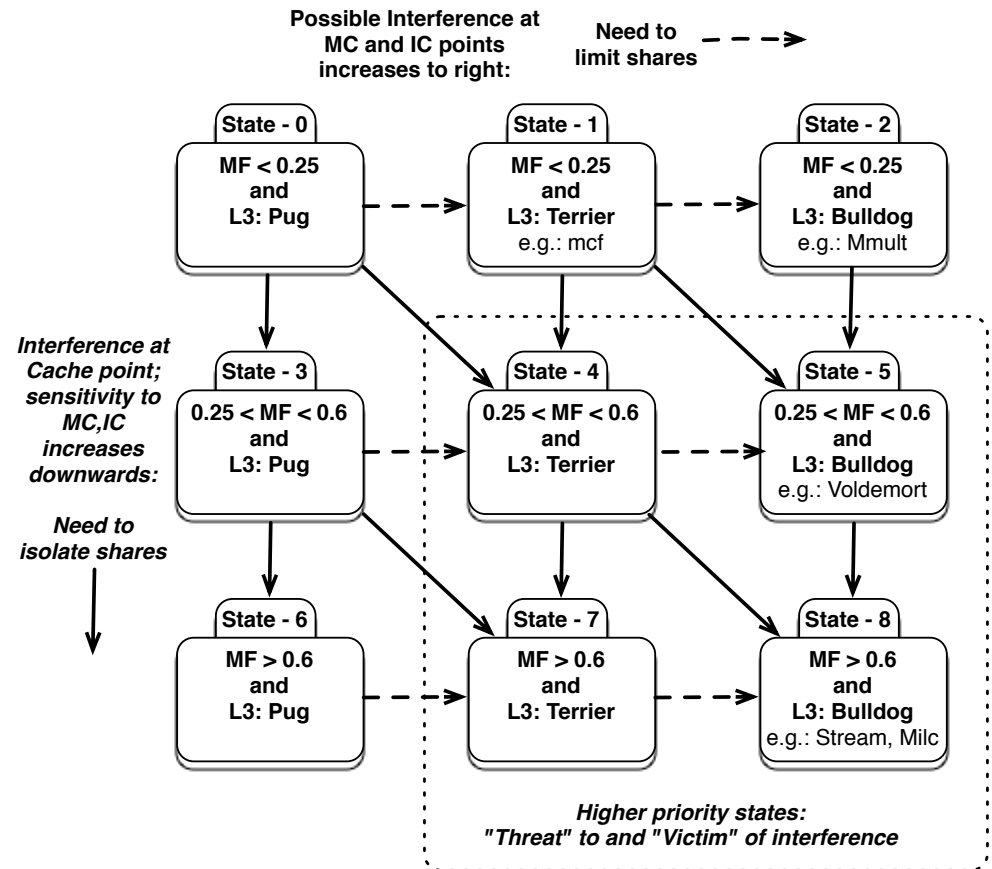 Possible Interference at
MC and IC points
increases to right:
Need to
limit shares
State - 0
MF < 0.25
and
L3: Pug
State - 1
MF < 0.25
and
L3: Terrier
e.g.: mcf
State - 2
MF < 0.25
and
L3: Bulldog
e.g.: Mmult
Interference at
Cache point;
sensitivity to
MC,IC
increases
downwards:
Need to
isolate shares
State - 3
0.25 < MF < 0.6
and
L3: Pug
State - 4
0.25 < MF < 0.6
and
L3: Terrier
State - 5
0.25 < MF < 0.6
and
L3: Bulldog
e.g.: Voldemort
State - 6
MF > 0.6
and
L3: Pug
State - 7
MF > 0.6
and
L3: Terrier
State - 8
MF > 0.6
and
L3: Bulldog
e.g.: Stream, Milc
Higher priority states:
"Threat" to and "Victim" of interference